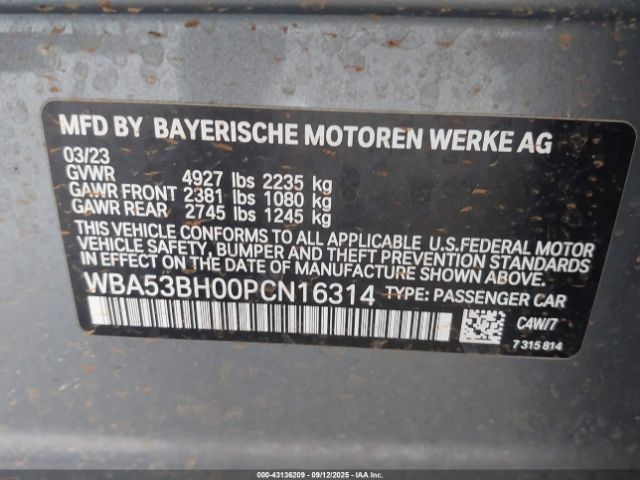 MFD BY BAYERISCHE MOTOREN WERKE AG
03/23
GVWR 4927 lbs 2235 kg
GAWR FRONT 2381 lbs 1080 kg
GAWR REAR 2745 lbs 1245 kg
THIS VEHICLE CONFORMS TO ALL APPLICABLE U.S.FEDERAL MOTOR
VEHICLE SAFETY, BUMPER AND THEFT PREVENTION STANDARDS
IN EFFECT ON THE DATE OF MANUFACTURE SHOWN ABOVE.
WBA53BH00PCN16314 TYPE: PASSENGER CAR
C4W/7
7 315 814
000-43136209 - 09/12/2025 - IAA Holdings, LLC.